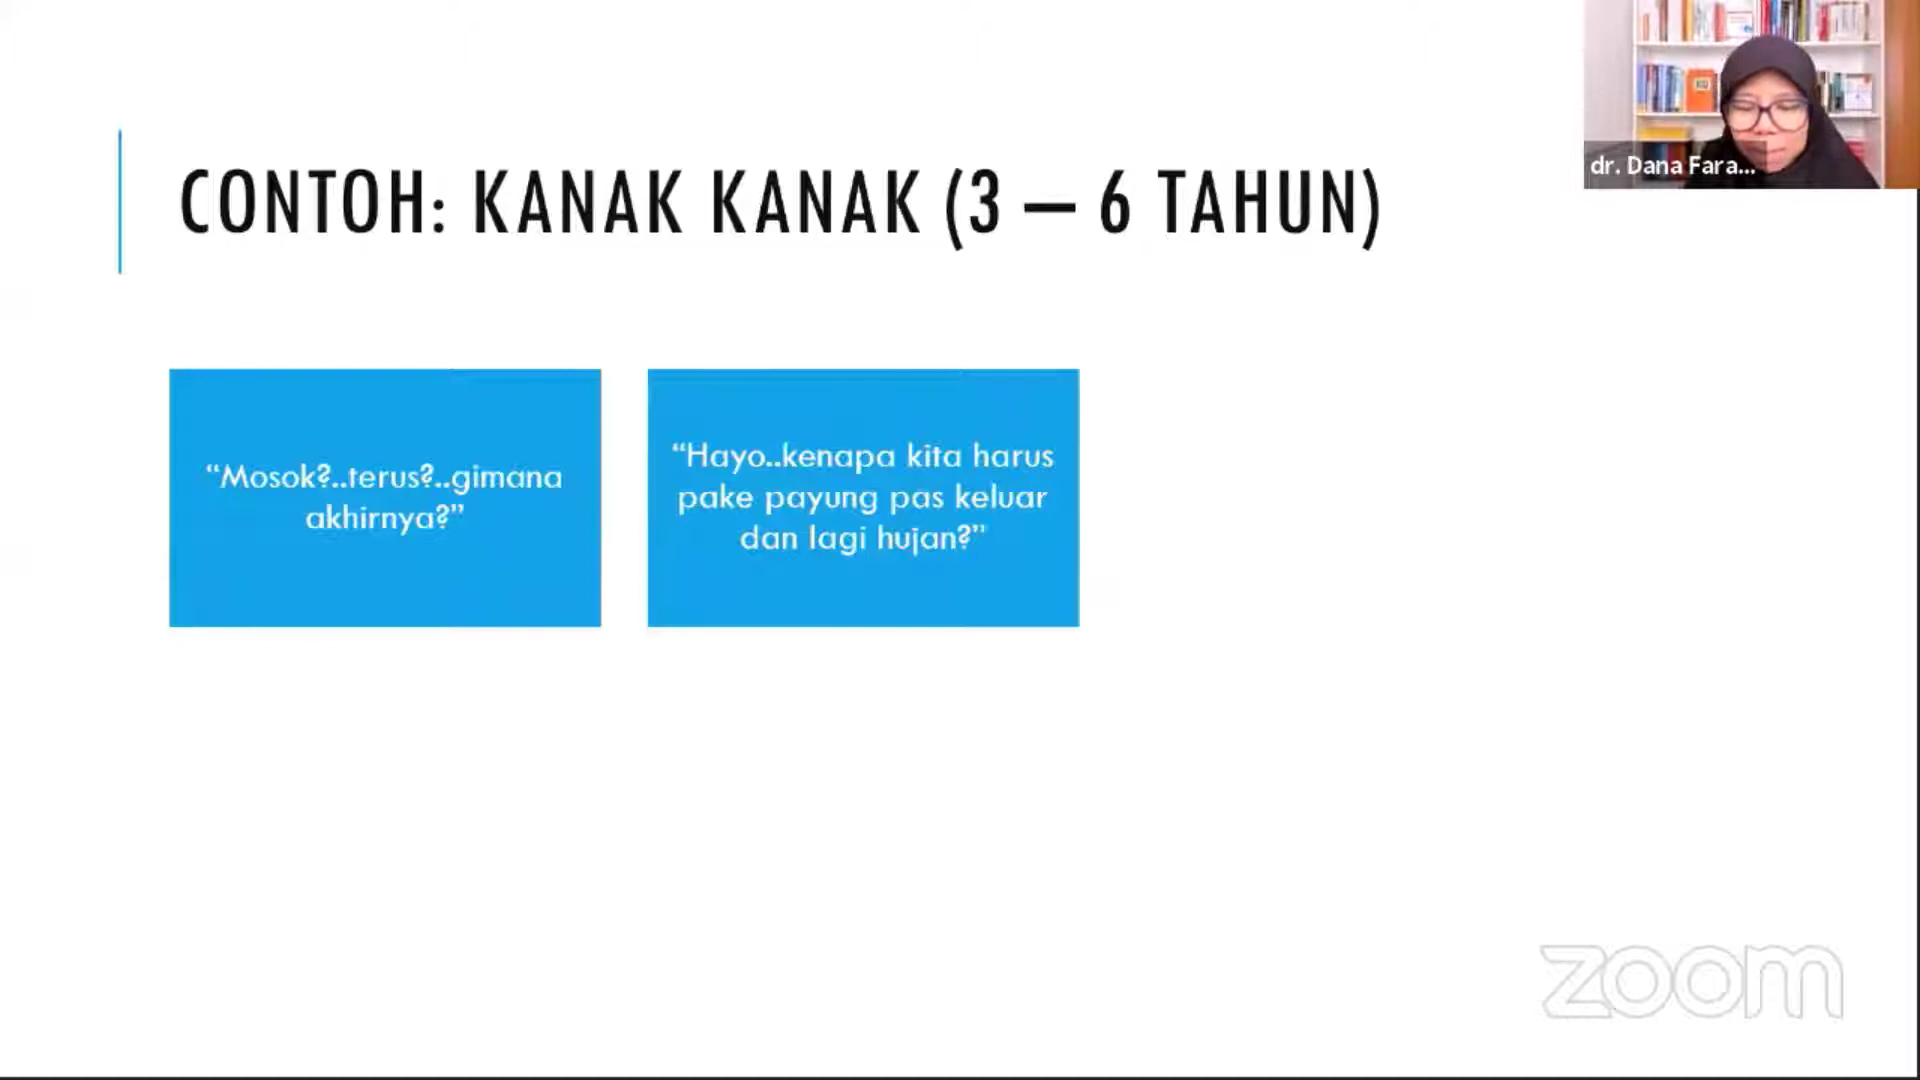 dr. Dana Fara...
CONTOH: KANAK KANAK (3 – 6 TAHUN)
“Mosok?..terus?..gimana
akhirnya?”
“Hayo..kenapa kita harus
pake payung pas keluar
dan lagi hujan?”
zoom